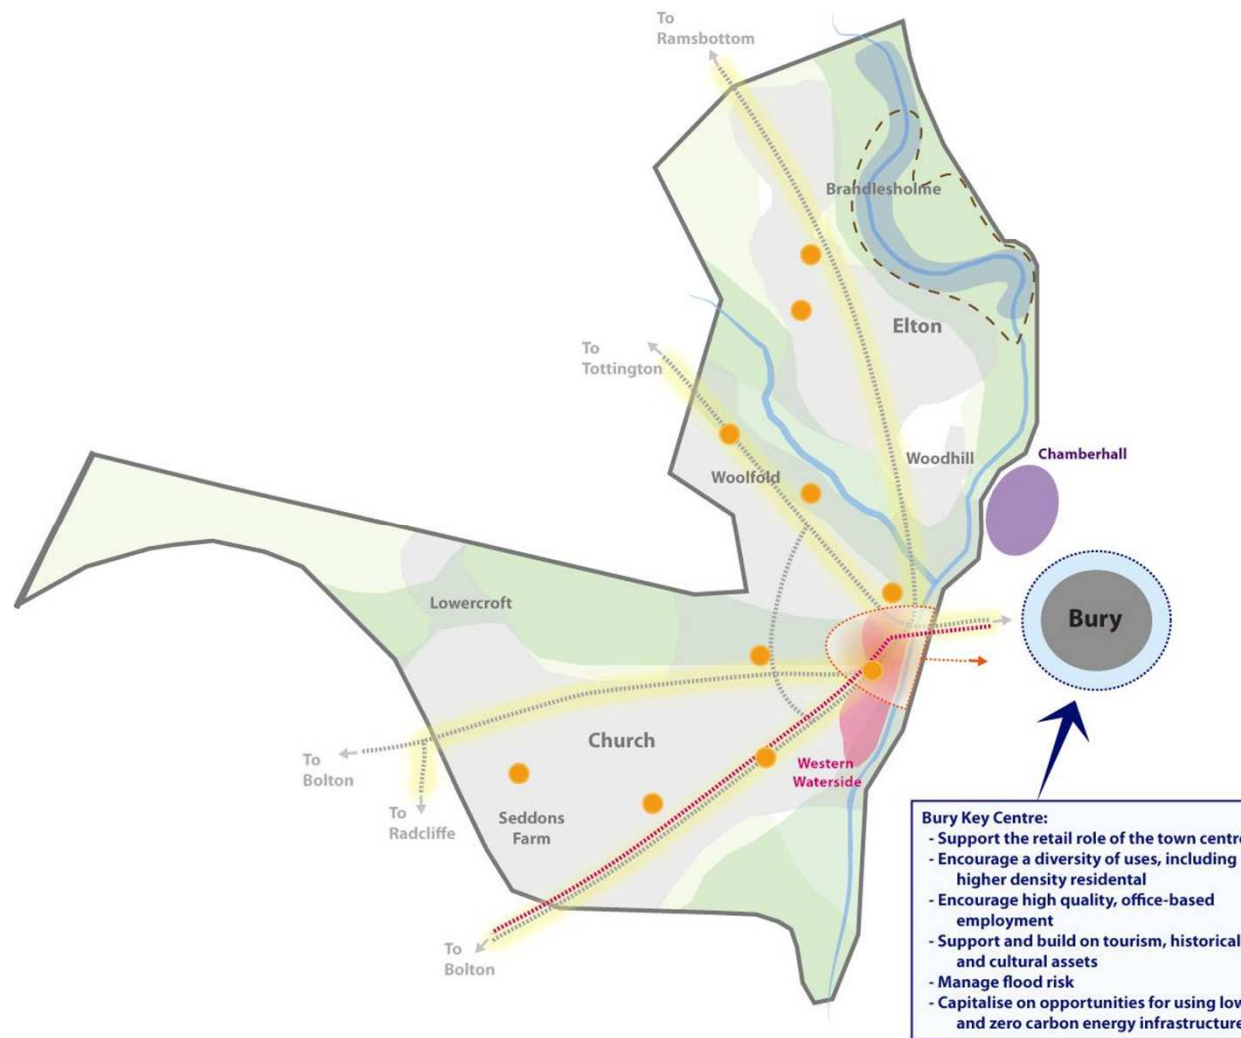 To
Ramsbottom
Brandlesholme
Elton
To
Tottington
Woolfold
Woodhill
Chamberhall
Lowercroft
Bury
Church
To
Bolton
Western
Waterside
To
Radcliffe
Seddons
Farm
To
Bolton
Bury Key Centre:
- Support the retail role of the town centr
- Encourage a diversity of uses, including
higher density residental
- Encourage high quality, office-based
employment
- Support and build on tourism, historical
and cultural assets
- Manage flood risk
- Capitalise on opportunities for using low
and zero carbon energy infrastructure